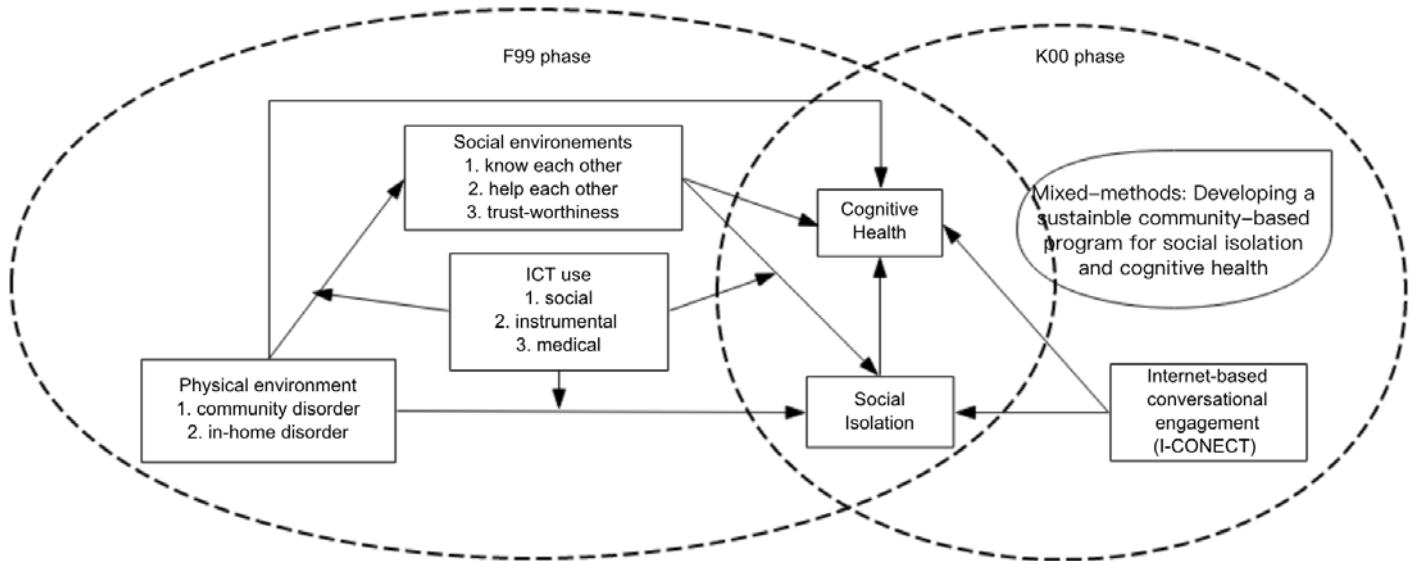 F99 phase
K00 phase
Social environements
1. know each other
2. help each other
3. trust-worthiness
Cognitive
Health
Mixed–methods: Developing a
sustainble community–based
program for social isolation
and cognitive health
ICT use
1. social
2. instrumental
3. medical
Physical environment
1. community disorder
2. in-home disorder
Social
Isolation
Internet-based
conversational
engagement
(I-CONECT)